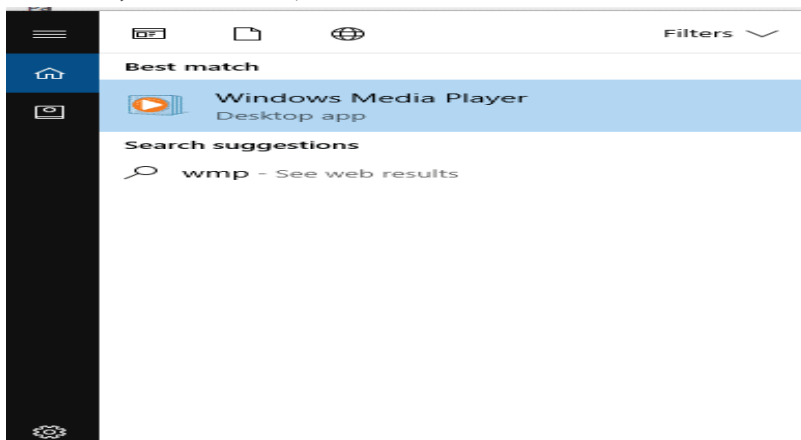 Filters
Best match
Windows Media Player
Desktop app
Search suggestions
wmp - See web results